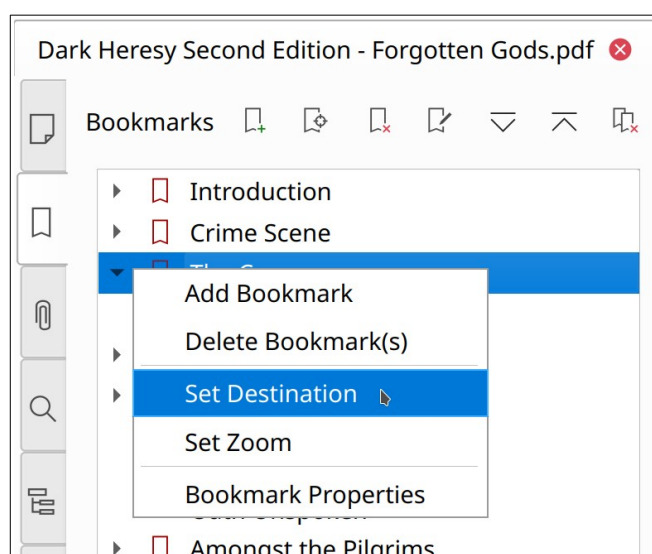 Dark Heresy Second Edition - Forgotten Gods.pdf
Bookmarks
Introduction
Crime Scene
Add Bookmark
Delete Bookmark(s)
Set Destination
Set Zoom
Bookmark Properties
Amongst the Pilgrims